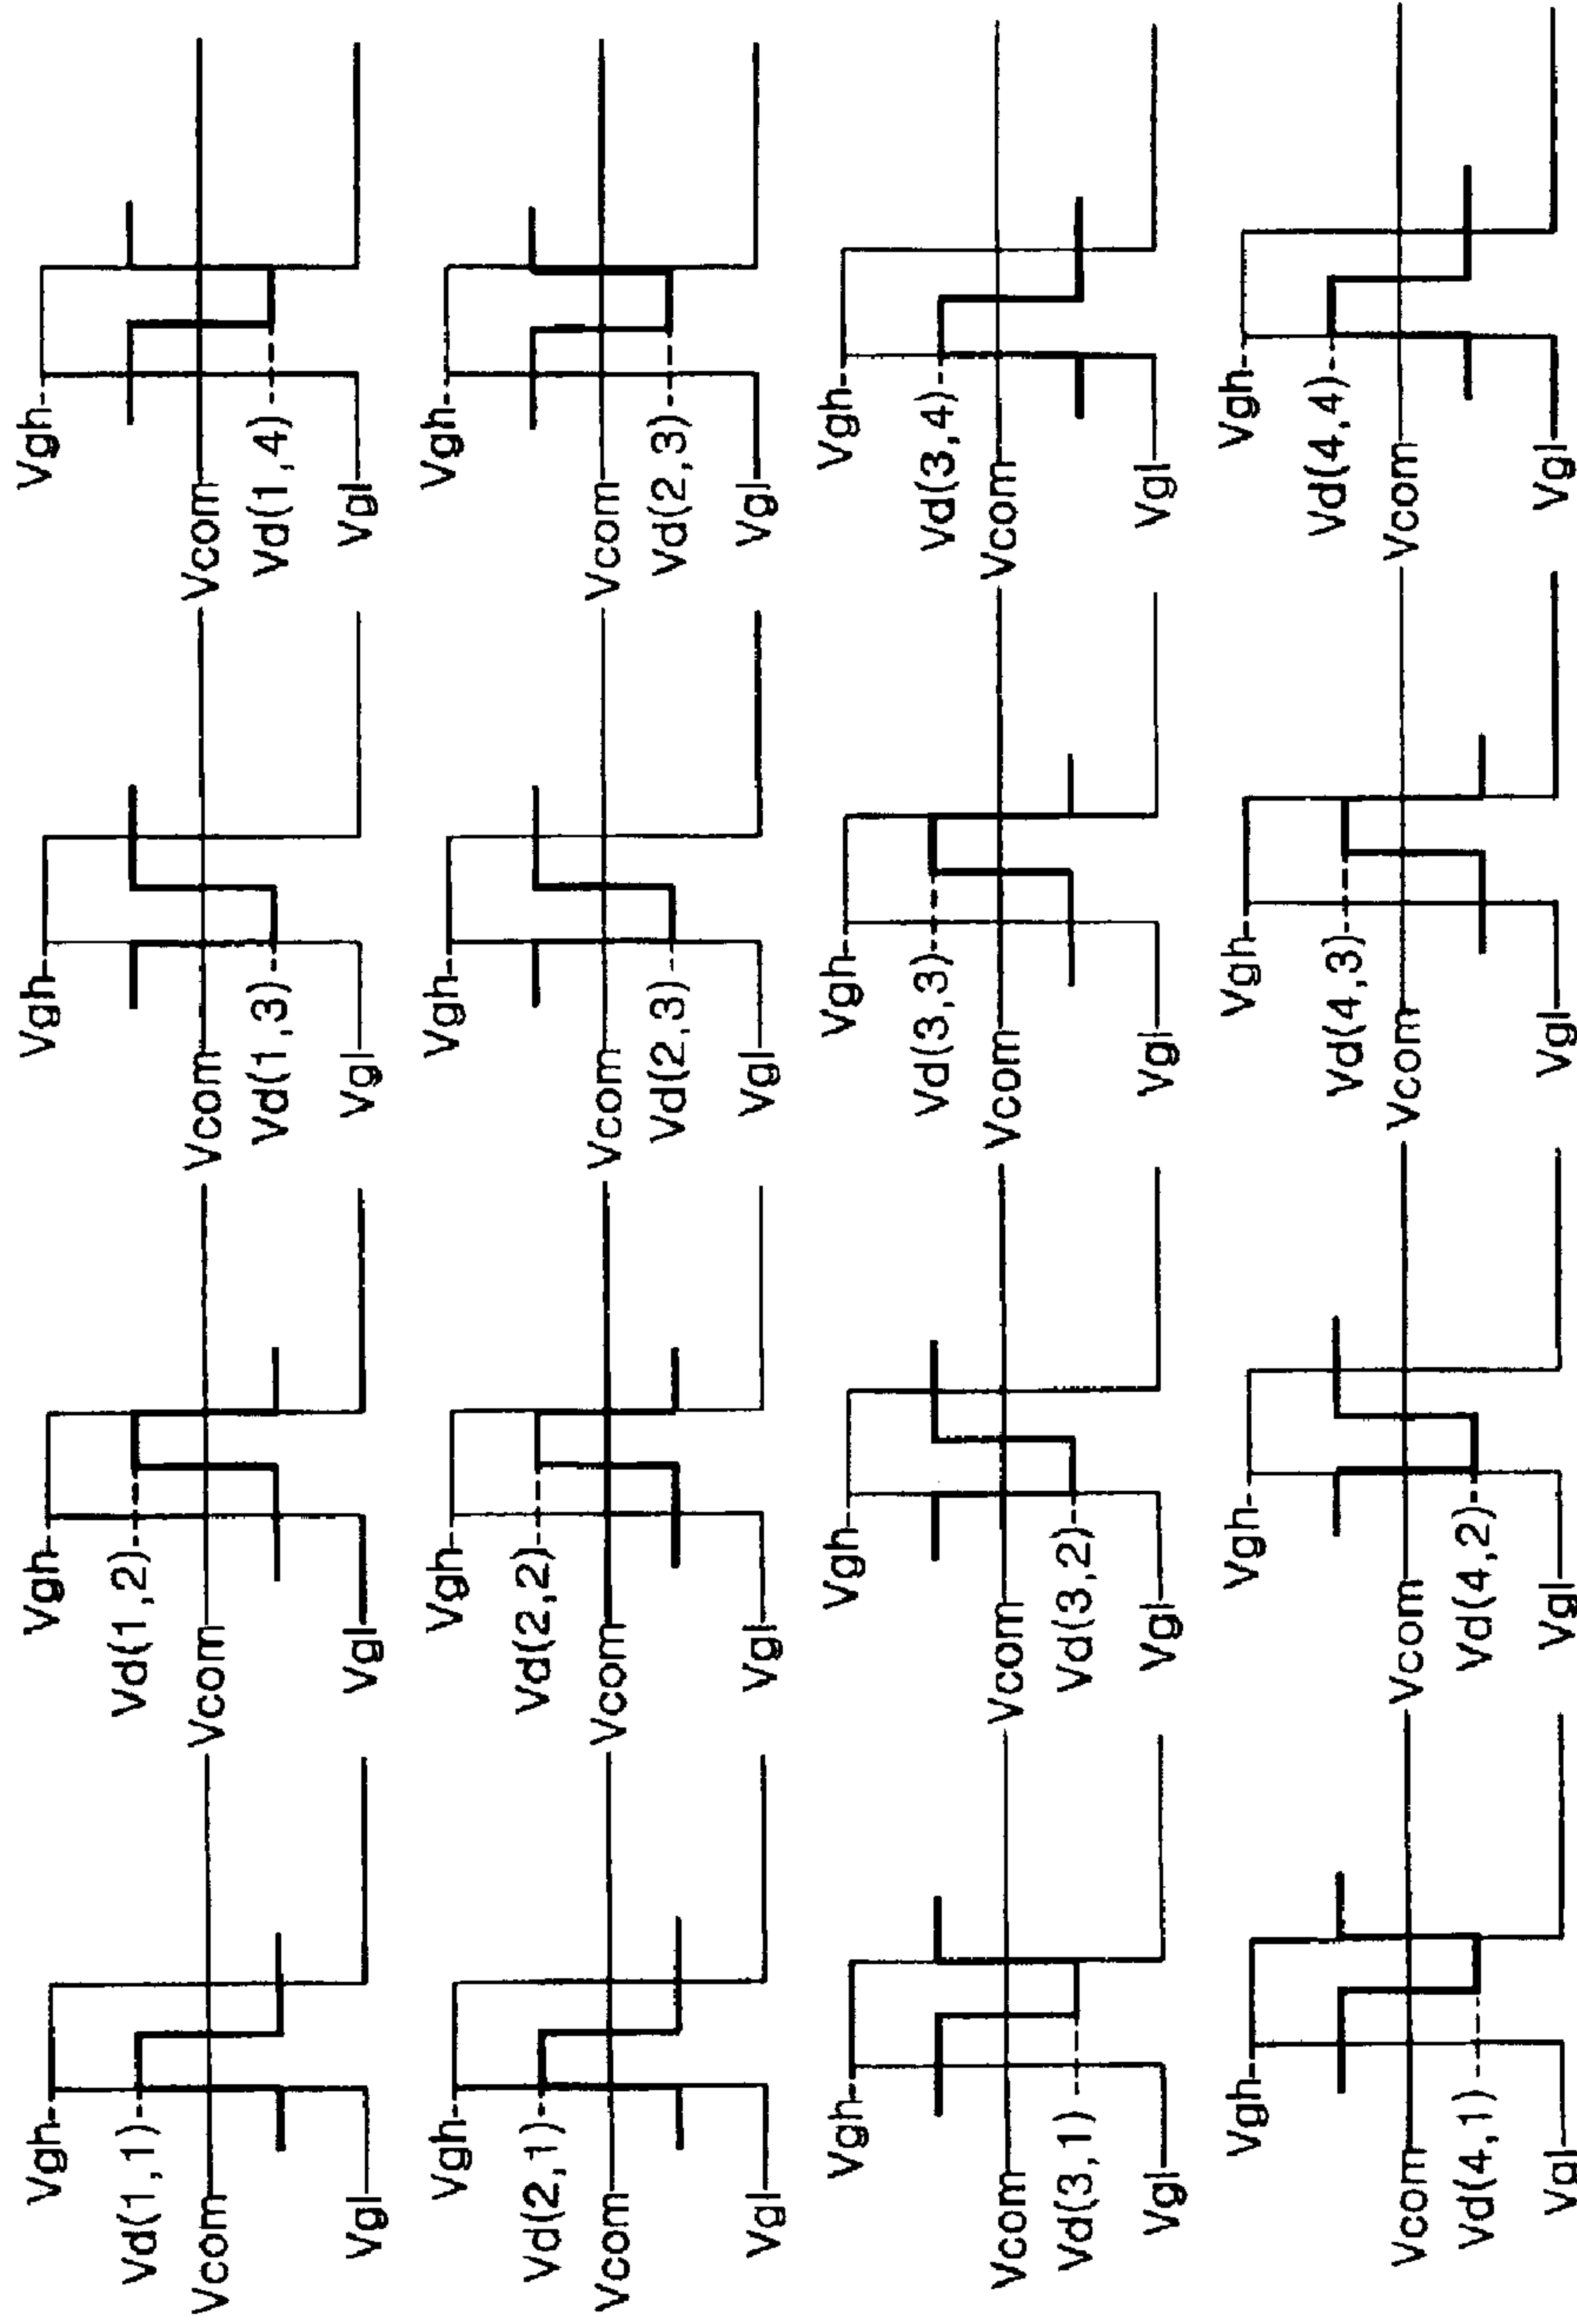 Vgh
Vd(1,1)
Vcom
Vgl
Vgh
Vd(1,2)
Vcom
Vgl
Vgh
Vcom
Vd(1,3)
Vgl
Vgh
Vcom
Vd(1,4)
Vgl
Vgh
Vd(2,1)
Vcom
Vgl
Vgh
Vd(2,2)
Vcom
Vgl
Vgh
Vcom
Vd(2,3)
Vgl
Vgh
Vcom
Vd(2,3)
Vgl
Vgh
Vcom
Vd(3,1)
Vgl
Vgh
Vcom
Vd(3,2)
Vgl
Vgh
Vd(3,3)
Vcom
Vgl
Vgh
Vd(3,4)
Vcom
Vgl
Vgh
Vcom
Vd(4,1)
Vgl
Vgh
Vcom
Vd(4,2)
Vgl
Vgh
Vd(4,3)
Vcom
Vgl
Vgh
Vd(4,4)
Vcom
Vgl